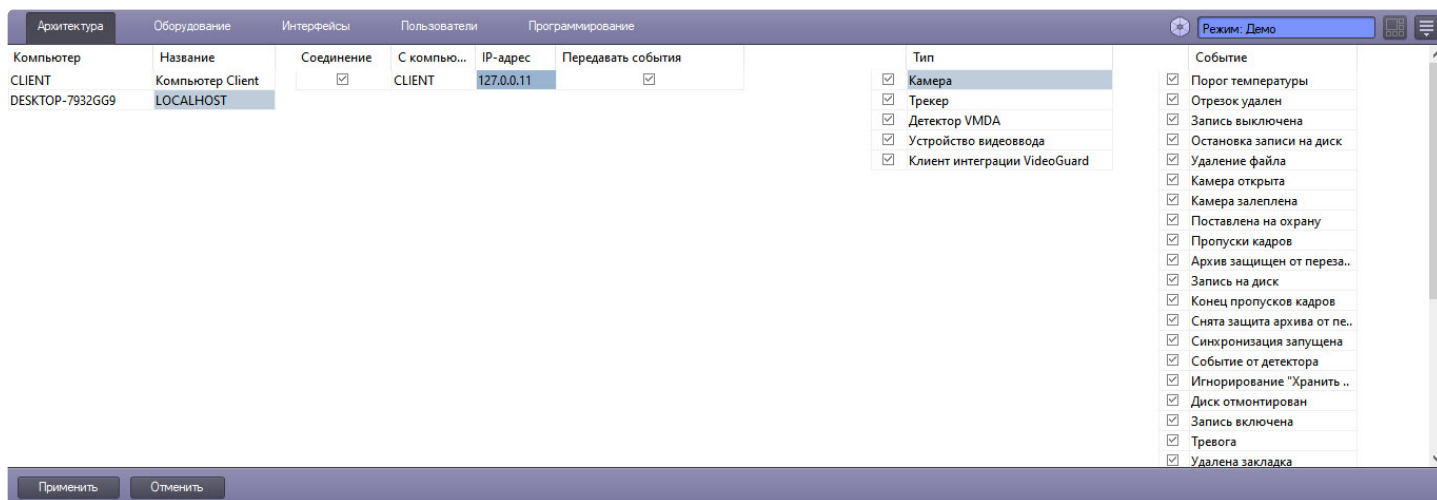 Архитектура Оборудование Интерфейсы Пользователи Программирование Режим: Демо
Компьютер Название Соединение С компью... IP-адрес Передавать события Тип Событие
CLIENT Компьютер Client CLIENT 127.0.0.11 Камера Порог температуры
DESKTOP-7932GG9 LOCALHOST Трекер Отрезок удален
Детектор VMDA Запись выключена
Устройство видеоввода Остановка записи на диск
Клиент интеграции VideoGuard Удаление файла
Камера открыта
Камера залеплена
Поставлена на охрану
Пропуски кадров
Архив защищен от переза..
Запись на диск
Конец пропусков кадров
Снята защита архива от пе..
Синхронизация запущена
Событие от детектора
Игнорирование "Хранить ..
Диск отмонтирован
Запись включена
Тревога
Удалена закладка
Применить Отменить